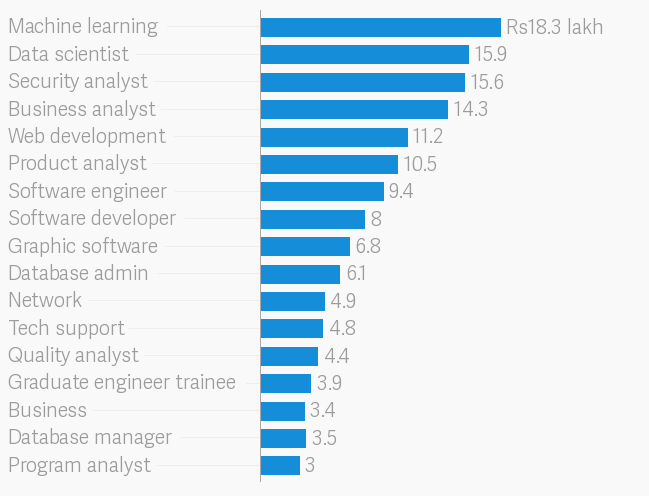 Machine learning Rs18.3 lakh
Data scientist 15.9
Security analyst 15.6
Business analyst 14.3
Web development 11.2
Product analyst 10.5
Software engineer 9.4
Software developer 8
Graphic software 6.8
Database admin 6.1
Network 4.9
Tech support 4.8
Quality analyst 4.4
Graduate engineer trainee 3.9
Business 3.4
Database manager 3.5
Program analyst 3